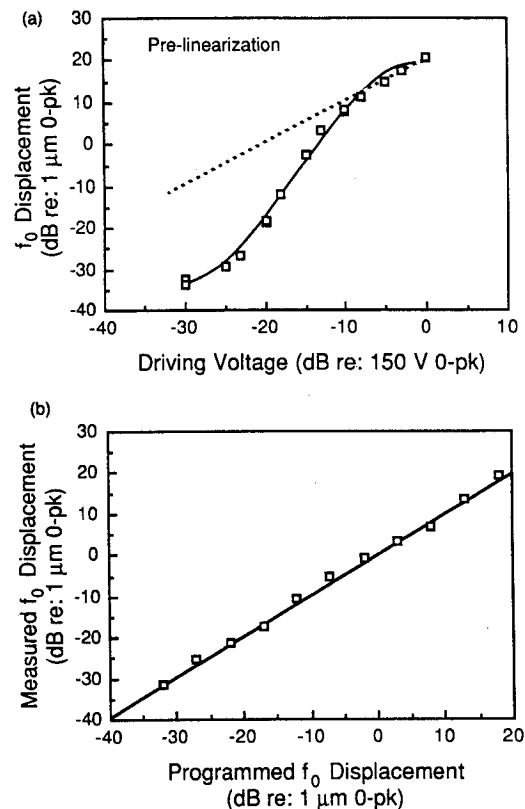 (a)
Pre-linearization
f₀ Displacement
(dB re: 1 μm 0-pk)
30
20
10
0
-10
-20
-30
-40
-40 -30 -20 -10 0 10
Driving Voltage (dB re: 150 V 0-pk)
(b)
Measured f₀ Displacement
(dB re: 1 μm 0-pk)
30
20
10
0
-10
-20
-30
-40
-40 -30 -20 -10 0 10 20
Programmed f₀ Displacement
(dB re: 1 μm 0-pk)